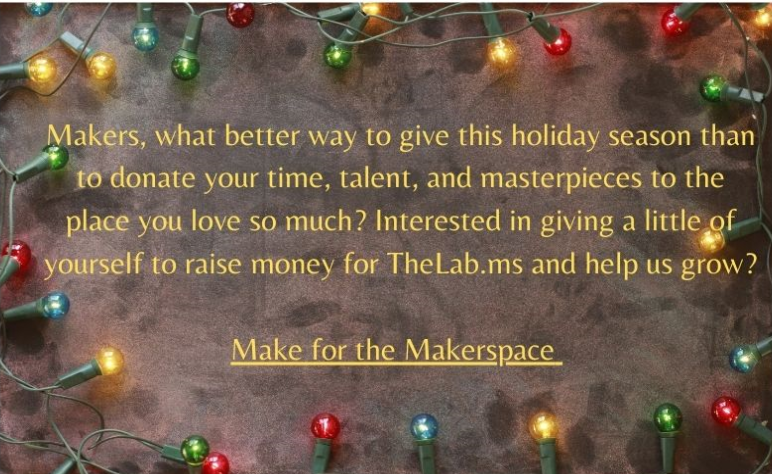 Makers, what better way to give this holiday season than
to donate your time, talent, and masterpieces to the
place you love so much? Interested in giving a little of
yourself to raise money for TheLab.ms and help us grow?
Make for the Makerspace